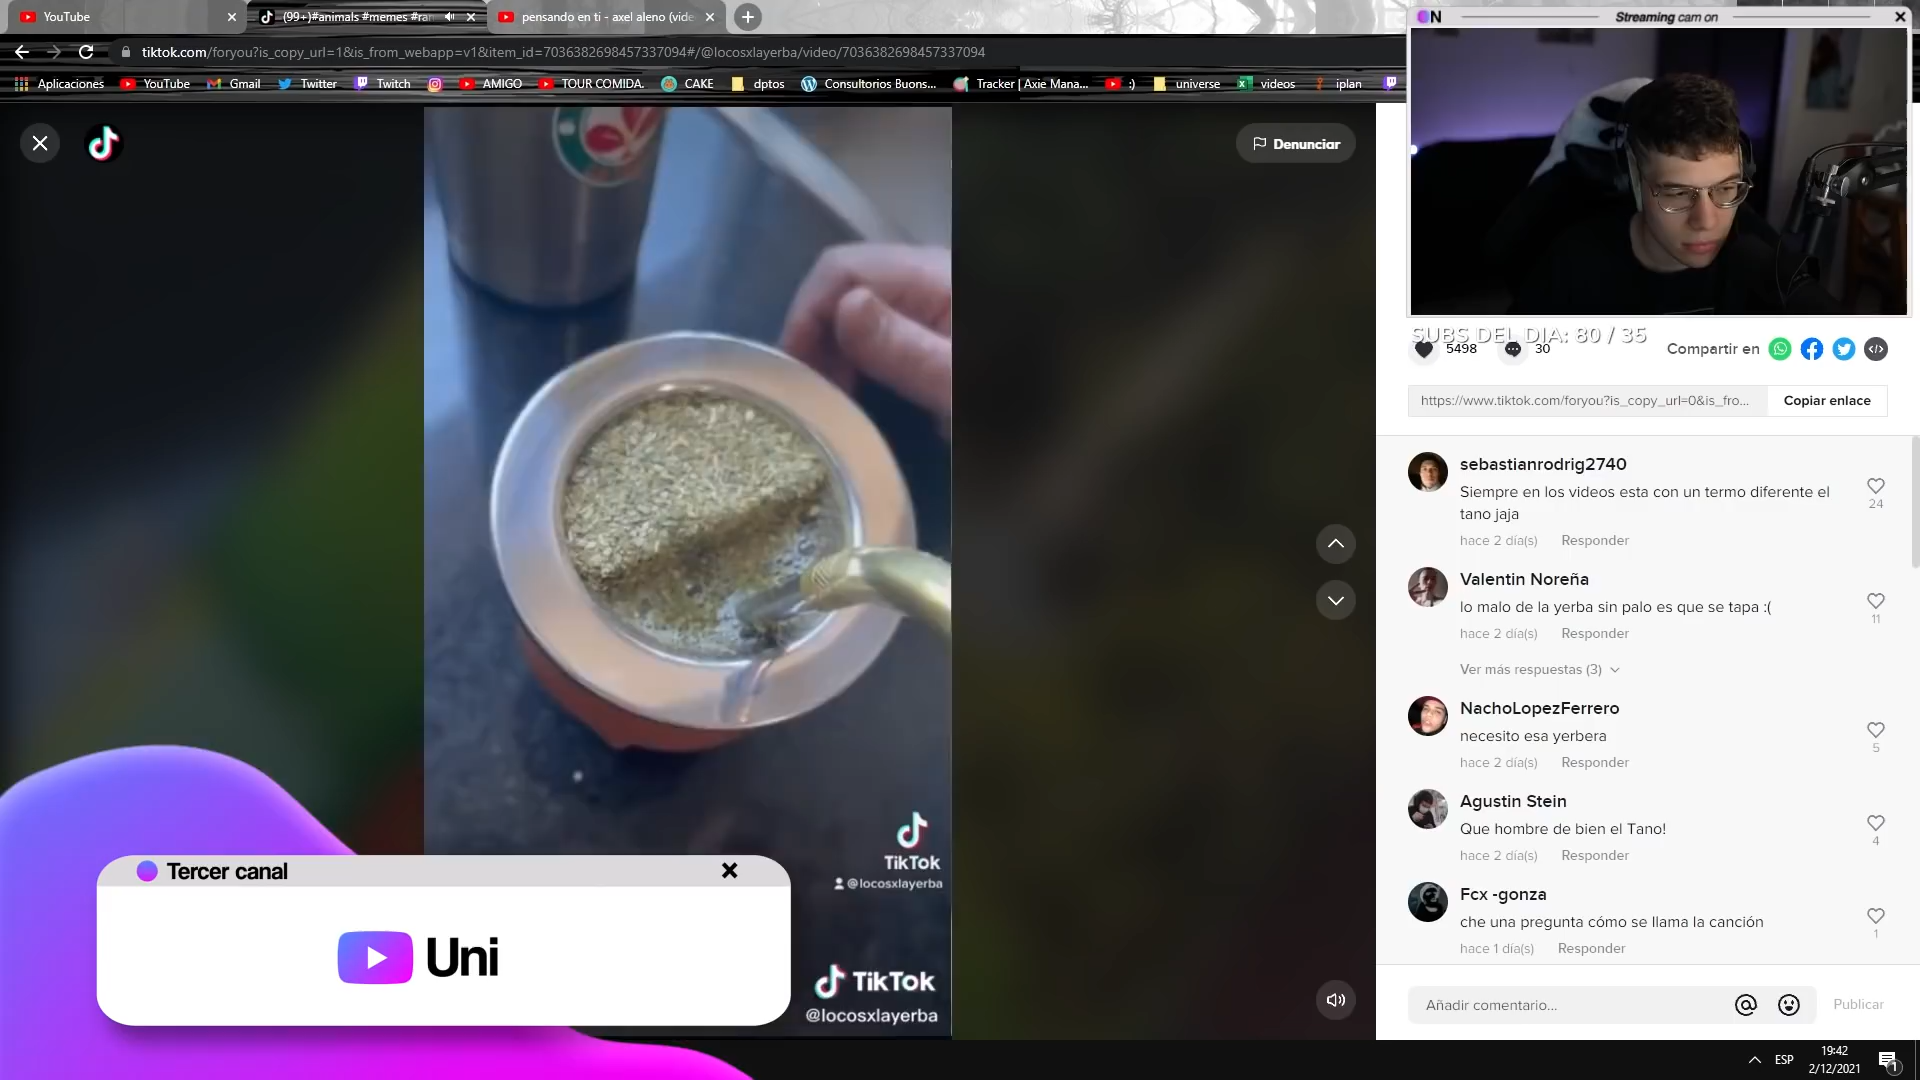 YouTube
(99+)#animals #memes #ran
pensando en ti - axel aleno (vide
tiktok.com/foryou?is_copy_url=1&is_from_webapp=v1&item_id=7036382698457337094#/@locosxlayerba/video/7036382698457337094
Aplicaciones
YouTube
Gmail
Twitter
Twitch
AMIGO
TOUR COMIDA.
CAKE
dptos
Consultorios Buons...
Tracker | Axie Mana...
:)
universe
videos
iplan
ON
Streaming cam on
Denunciar
SUBS DEL DIA: 80 / 35
5498
30
Compartir en
https://www.tiktok.com/foryou?is_copy_url=0&is_fro...
Copiar enlace
sebastianrodrig2740
Siempre en los videos esta con un termo diferente el
tano jaja
24
hace 2 día(s)
Responder
Valentin Noreña
lo malo de la yerba sin palo es que se tapa :(
11
hace 2 día(s)
Responder
Ver más respuestas (3)
NachoLopezFerrero
necesito esa yerbera
5
hace 2 día(s)
Responder
Agustin Stein
Que hombre de bien el Tano!
4
hace 2 día(s)
Responder
Fcx -gonza
che una pregunta cómo se llama la canción
1
hace 1 día(s)
Responder
Añadir comentario...
Publicar
TikTok
@locosxlayerba
TikTok
@locosxlayerba
Tercer canal
Uni
ESP
19:42
2/12/2021
1